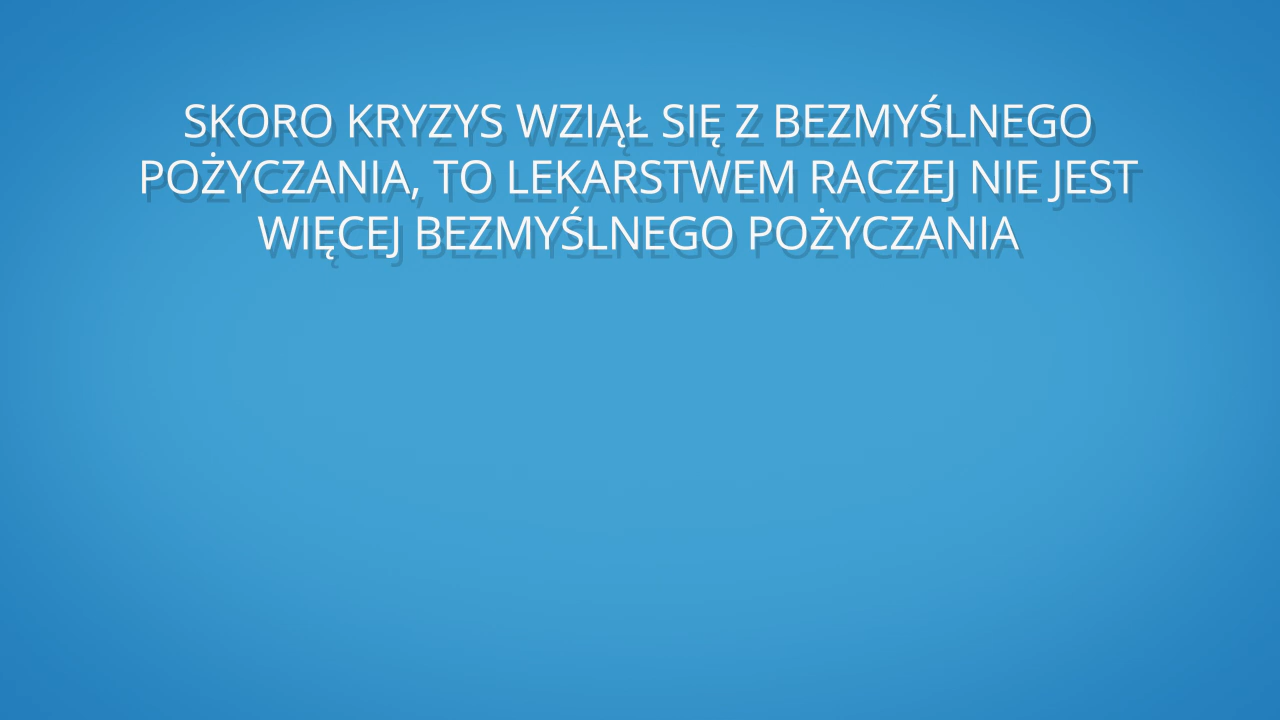 SKORO KRYZYS WZIĄŁ SIĘ Z BEZMYŚLNEGO
POŻYCZANIA, TO LEKARSTWEM RACZEJ NIE JEST
WIĘCEJ BEZMYŚLNEGO POŻYCZANIA